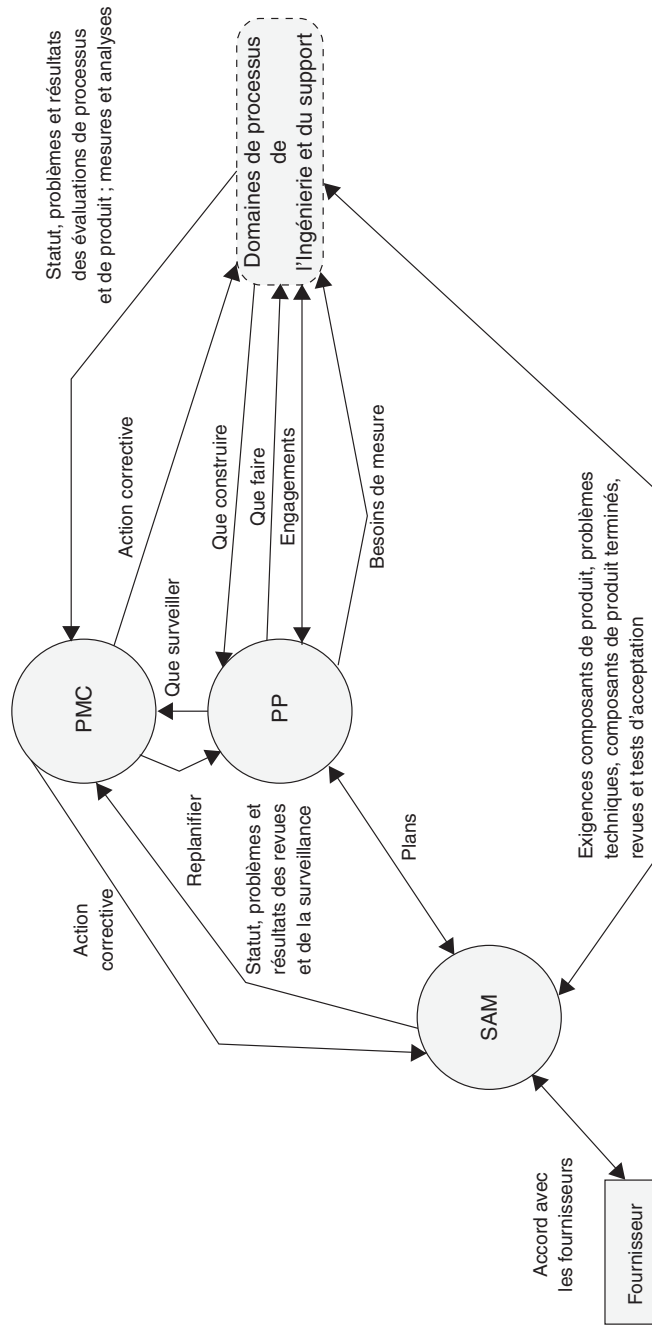 Statut, problèmes et résultats
des évaluations de processus
et de produit ; mesures et analyses
PMC
Action corrective
Domaines de processus
de
l'Ingénierie et du support
Action
corrective
Replanifier
Que surveiller
Que construire
Que faire
Engagements
PP
Statut, problèmes et
résultats des revues
et de la surveillance
Besoins de mesure
Plans
SAM
Accord avec
les fournisseurs
Exigences composants de produit, problèmes
techniques, composants de produit terminés,
revues et tests d'acceptation
Fournisseur